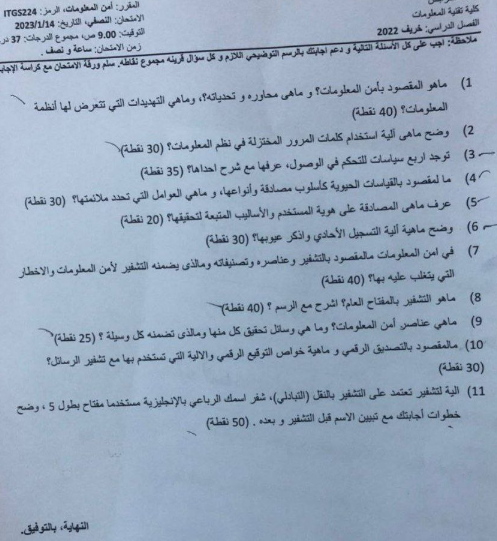 كلية تقنية المعلومات
الفصل الدراسي: خريف 2022
المقرر: أمن المعلومات، الرمز: ITGS224
الامتحان: النصفي، التاريخ: 2023/1/14
التوقيت: 9.00 ص، مجموع الدرجات: 37
زمن الامتحان: ساعة و نصف .
ملاحظة: اجب على كل الأسئلة التالية و دعم اجابتك بالرسم التوضيحي اللازم و كل سؤال قرينه مجموع نقاطه. سلم ورقة الامتحان مع كراسة
1) ماهو المقصود بأمن المعلومات؟ و ماهى محاوره و تحدياته؟، وماهي التهديدات التي تتعرض لها أنظمة
المعلومات؟ (40 نقطة)
2) وضح ماهى آلية استخدام كلمات المرور المختزلة في نظم المعلومات؟ (30 نقطة)
3) توجد اربع سياسات للتحكم في الوصول، عرفها مع شرح احداها؟ (35 نقطة)
4) ما لمقصود بالقياسات الحيوية كأسلوب مصادقة وأنواعها، و ماهي العوامل التي تحدد ملائمتها؟ (30 نقطة)
5) عرف ماهى المصادقة على هوية المستخدم والأساليب المتبعة لتحقيقها؟ (20 نقطة)
6) وضح ماهية آلية التسجيل الأحادي واذكر عيوبها؟ (30 نقطة)
7) في امن المعلومات مالمقصود بالتشفير وعناصره وتصنيفاته ومالذى يضمنه التشفير لأمن المعلومات والاخطار
التي يتغلب عليه بها؟ (40 نقطة)
8) ماهو التشفير بالمفتاح العام؟ اشرح مع الرسم ؟ (40 نقطة)
9) ماهي عناصر أمن المعلومات؟ وما هي وسائل تحقيق كل منها ومالذى تضمنه كل وسيلة ؟ (25 نقطة)
10) مالمقصود بالتصديق الرقمي و ماهية خواص التوقيع الرقمي والالية التي تستخدم بها مع تشفير الرسائل؟
(30 نقطة)
11) الية لتشفير تعتمد على التشفير بالنقل (التبادلي)، شفر اسمك الرباعي بالإنجليزية مستخدما مفتاح بطول 5 ، وضح
خطوات أجابتك مع تبيين الاسم قبل التشفير و بعده . (50 نقطة)
النهاية، بالتوفيق.